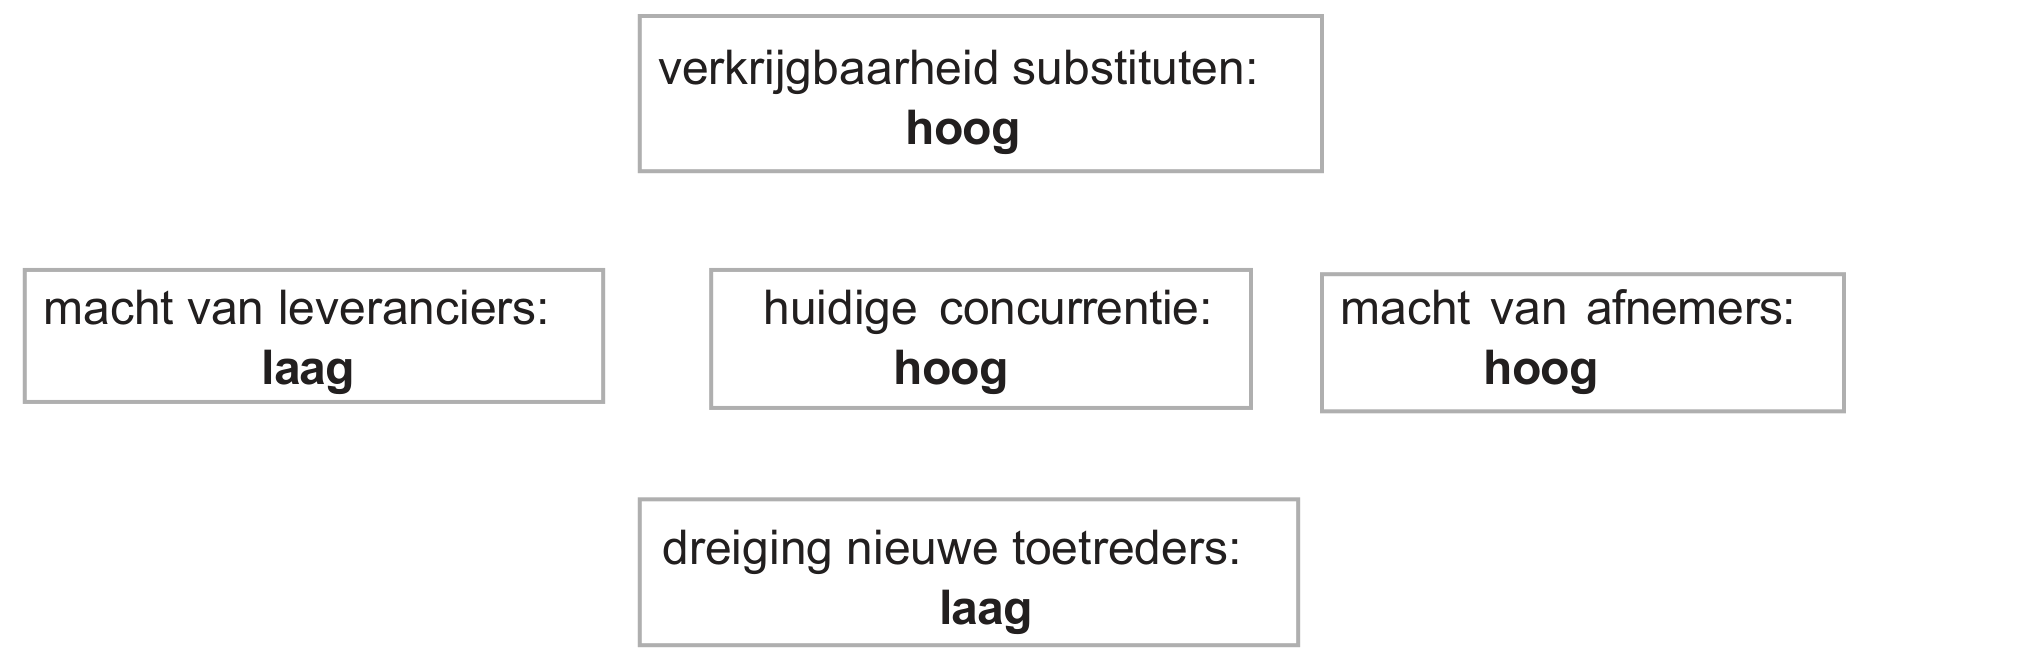 verkrijgbaarheid substituten:
hoog
macht van leveranciers:
laag
huidige concurrentie:
hoog
macht van afnemers:
hoog
dreiging nieuwe toetreders:
laag